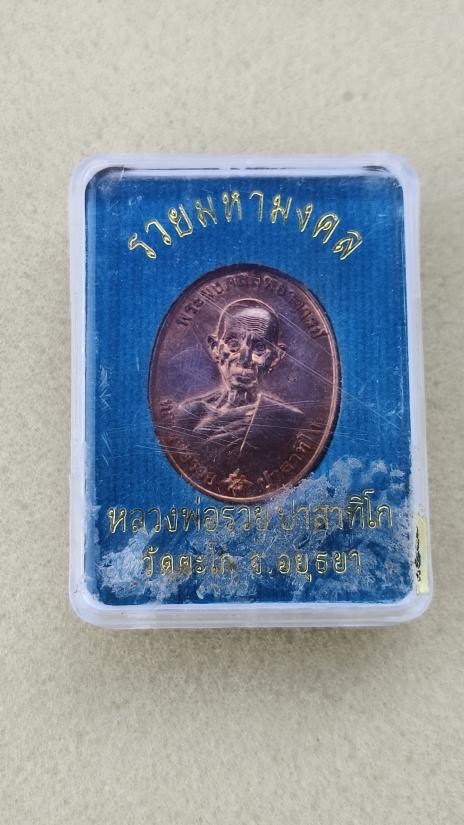 รวยมหามงคล
หลวงพ่อรวย ปาสาทิโก
วัดตะโก จ.อยุธยา